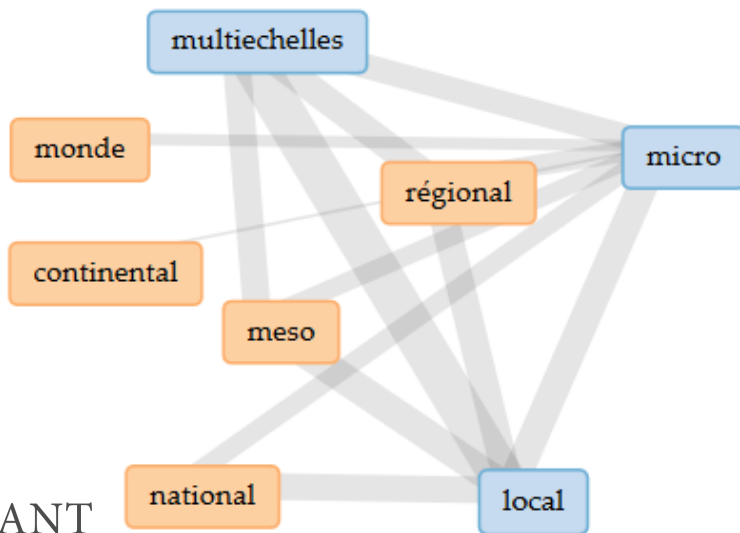 multiechelles
monde
micro
régional
continental
meso
national
local
ANT